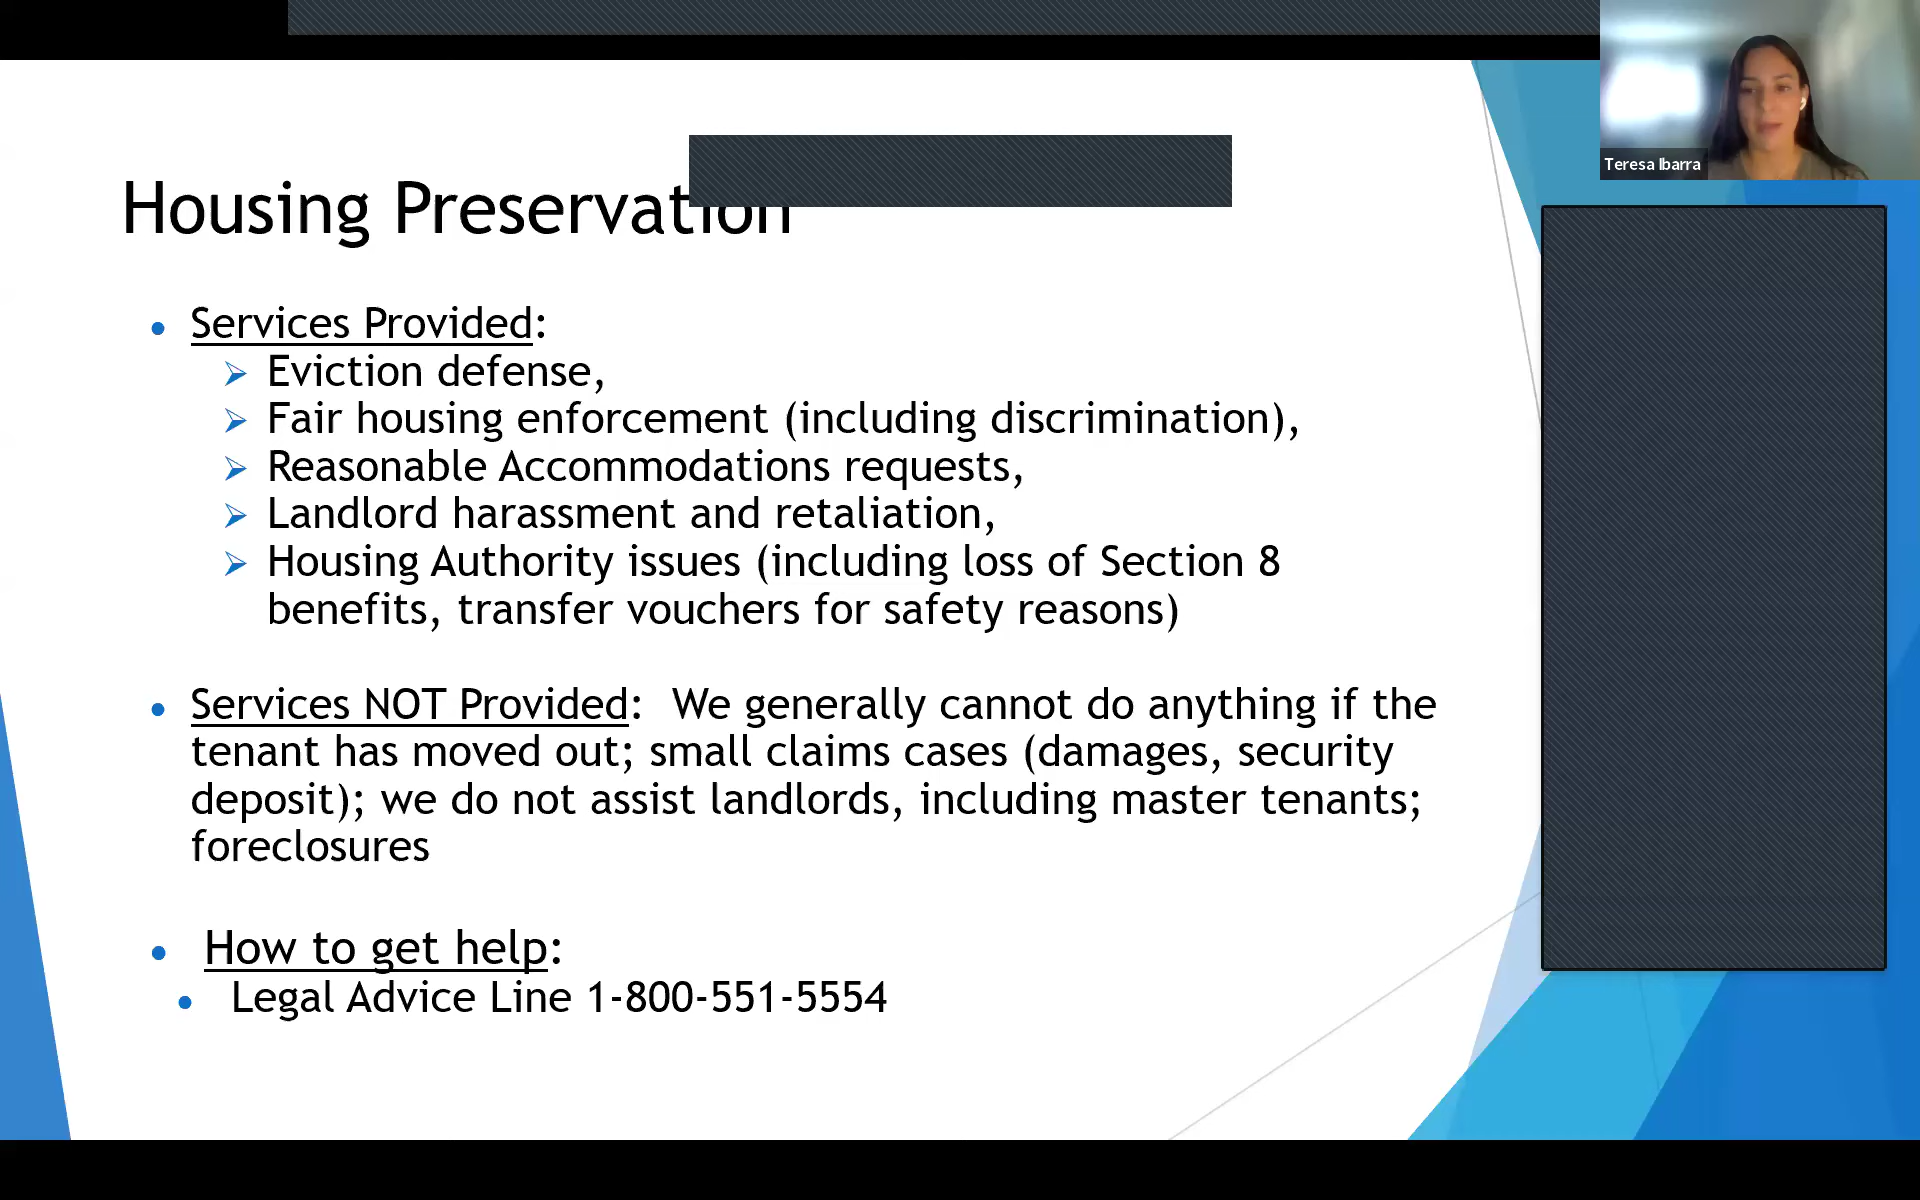 Teresa Ibarra
Housing Preservation
Services Provided:
Eviction defense,
Fair housing enforcement (including discrimination),
Reasonable Accommodations requests,
Landlord harassment and retaliation,
Housing Authority issues (including loss of Section 8
benefits, transfer vouchers for safety reasons)
Services NOT Provided:  We generally cannot do anything if the
tenant has moved out; small claims cases (damages, security
deposit); we do not assist landlords, including master tenants;
foreclosures
How to get help:
Legal Advice Line 1-800-551-5554